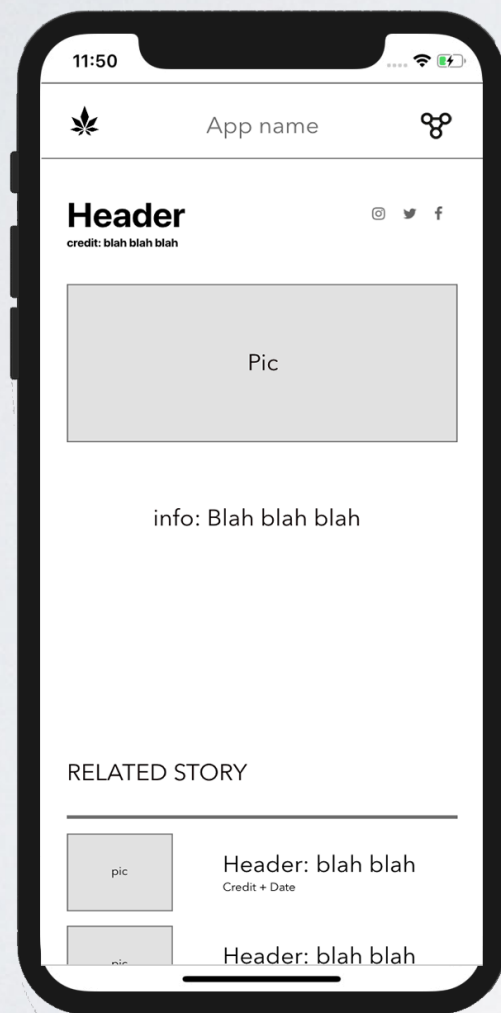 11:50
App name
Header
credit: blah blah blah
Pic
info: Blah blah blah
RELATED STORY
pic
Header: blah blah
Credit + Date
pic
Header: blah blah